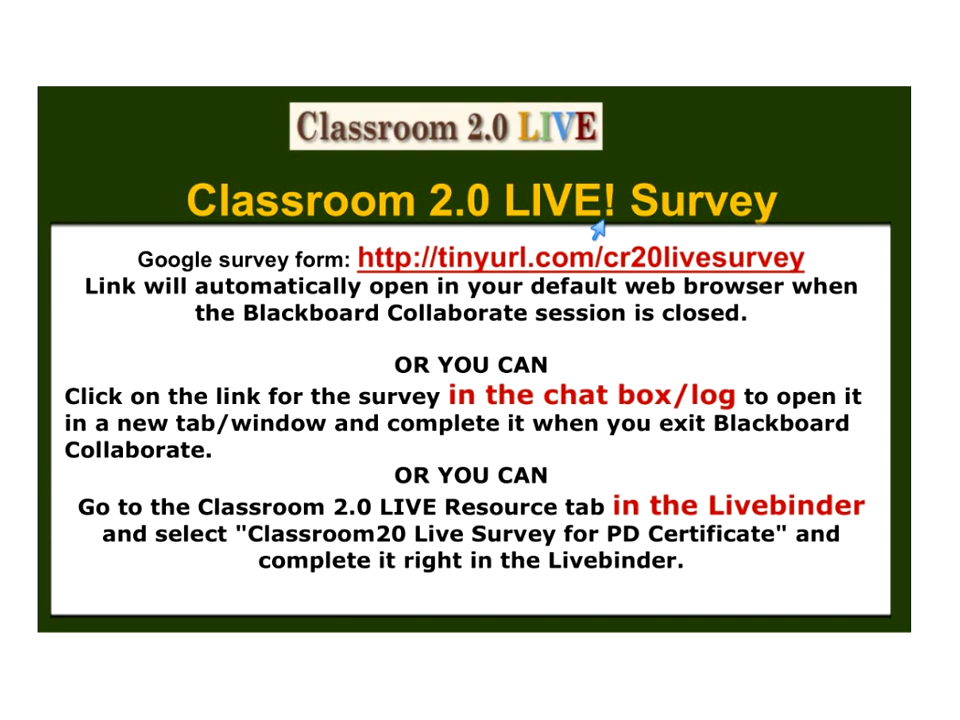 Classroom 2.0 LIVE
Classroom 2.0 LIVE! Survey
Google survey form: http://tinyurl.com/cr20livesurvey
Link will automatically open in your default web browser when
the Blackboard Collaborate session is closed.
OR YOU CAN
Click on the link for the survey in the chat box/log to open it
in a new tab/window and complete it when you exit Blackboard
Collaborate.
OR YOU CAN
Go to the Classroom 2.0 LIVE Resource tab in the Livebinder
and select "Classroom20 Live Survey for PD Certificate" and
complete it right in the Livebinder.